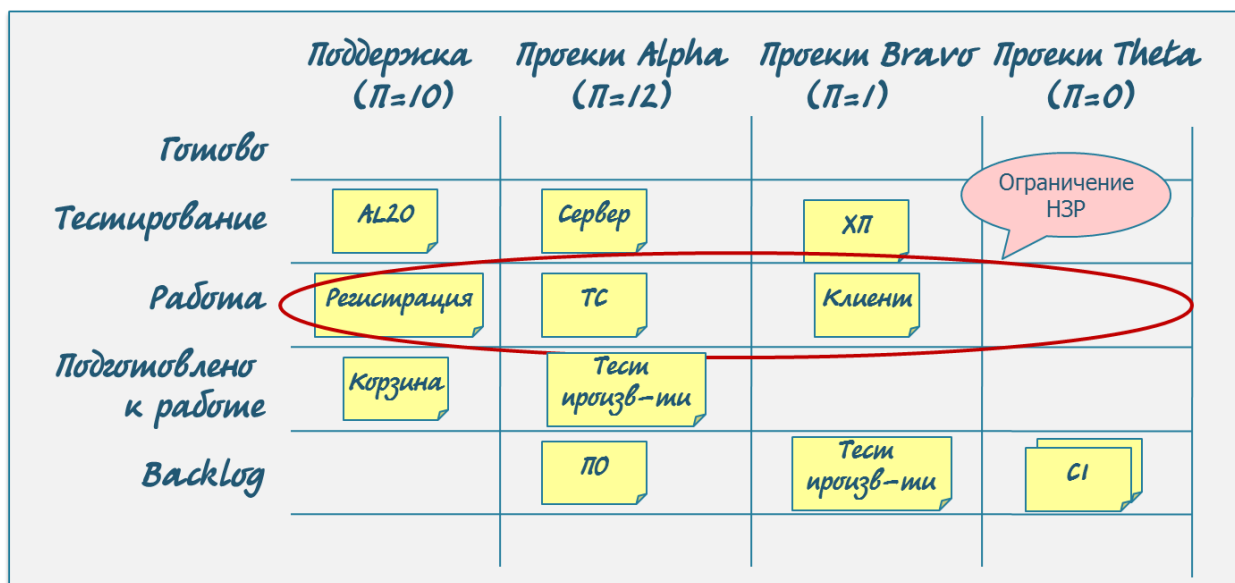 Поддержка Проект Alpha Проект Bravo Проект Theta
(П=10) (П=12) (П=1) (П=0)
Готово
Ограничение
НЗР
Тестирование AL20 Сервер ХП
Работа Регистрация ТС Клиент
Подготовлено
к работе
Корзина Тест
произв-ти
Backlog ПО Тест
произв-ти
C1